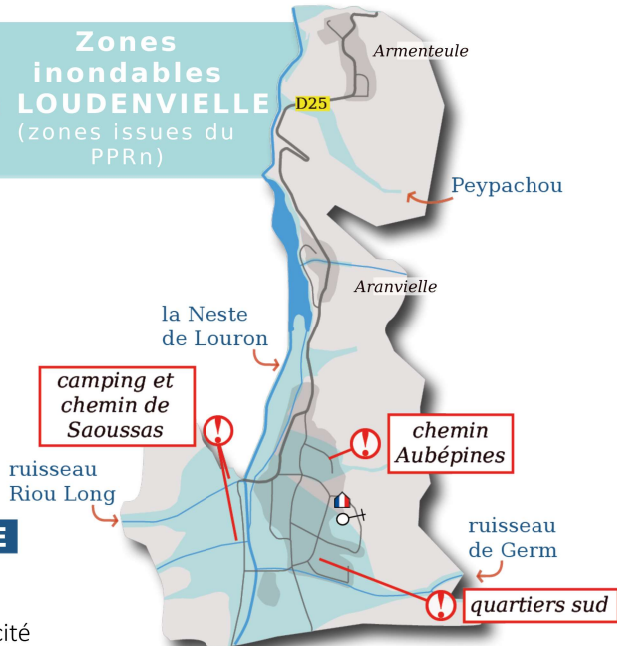 Zones
inondables
LOUDENVIELLE
(zones issues du
PPRn)
Armenteule
D25
Peypachou
Aranvielle
la Neste
de Louron
camping et
chemin de
Saoussas
chemin
Aubépines
ruisseau
Riou Long
E
ruisseau
de Germ
quartiers sud
cité